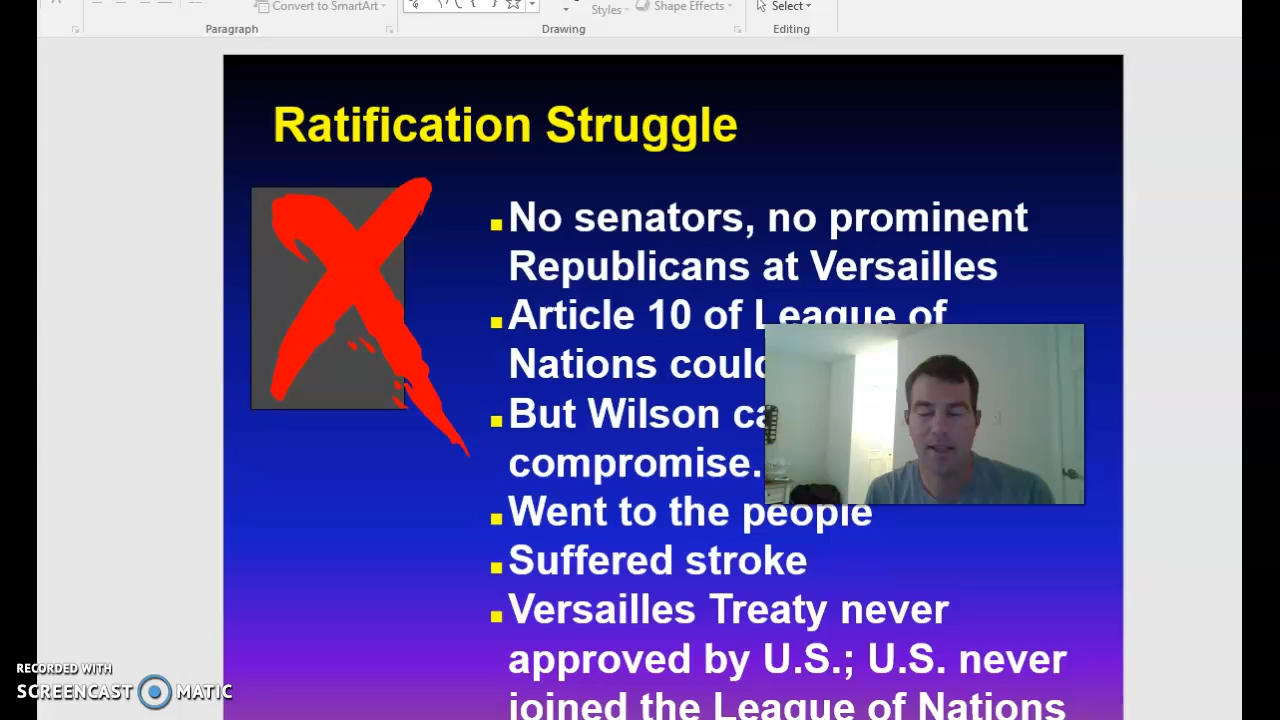 Convert to SmartArt
Styles
Shape Effects
Select
Paragraph
Drawing
Editing
Ratification Struggle
No senators, no prominent
Republicans at Versailles
Article 10 of League of
Nations
But Wilson
compromise.
Went to the people
Suffered stroke
Versailles Treaty never
approved by U.S.; U.S. never
joined the League of Nations
RECORDED WITH
SCREENCAST MATIC